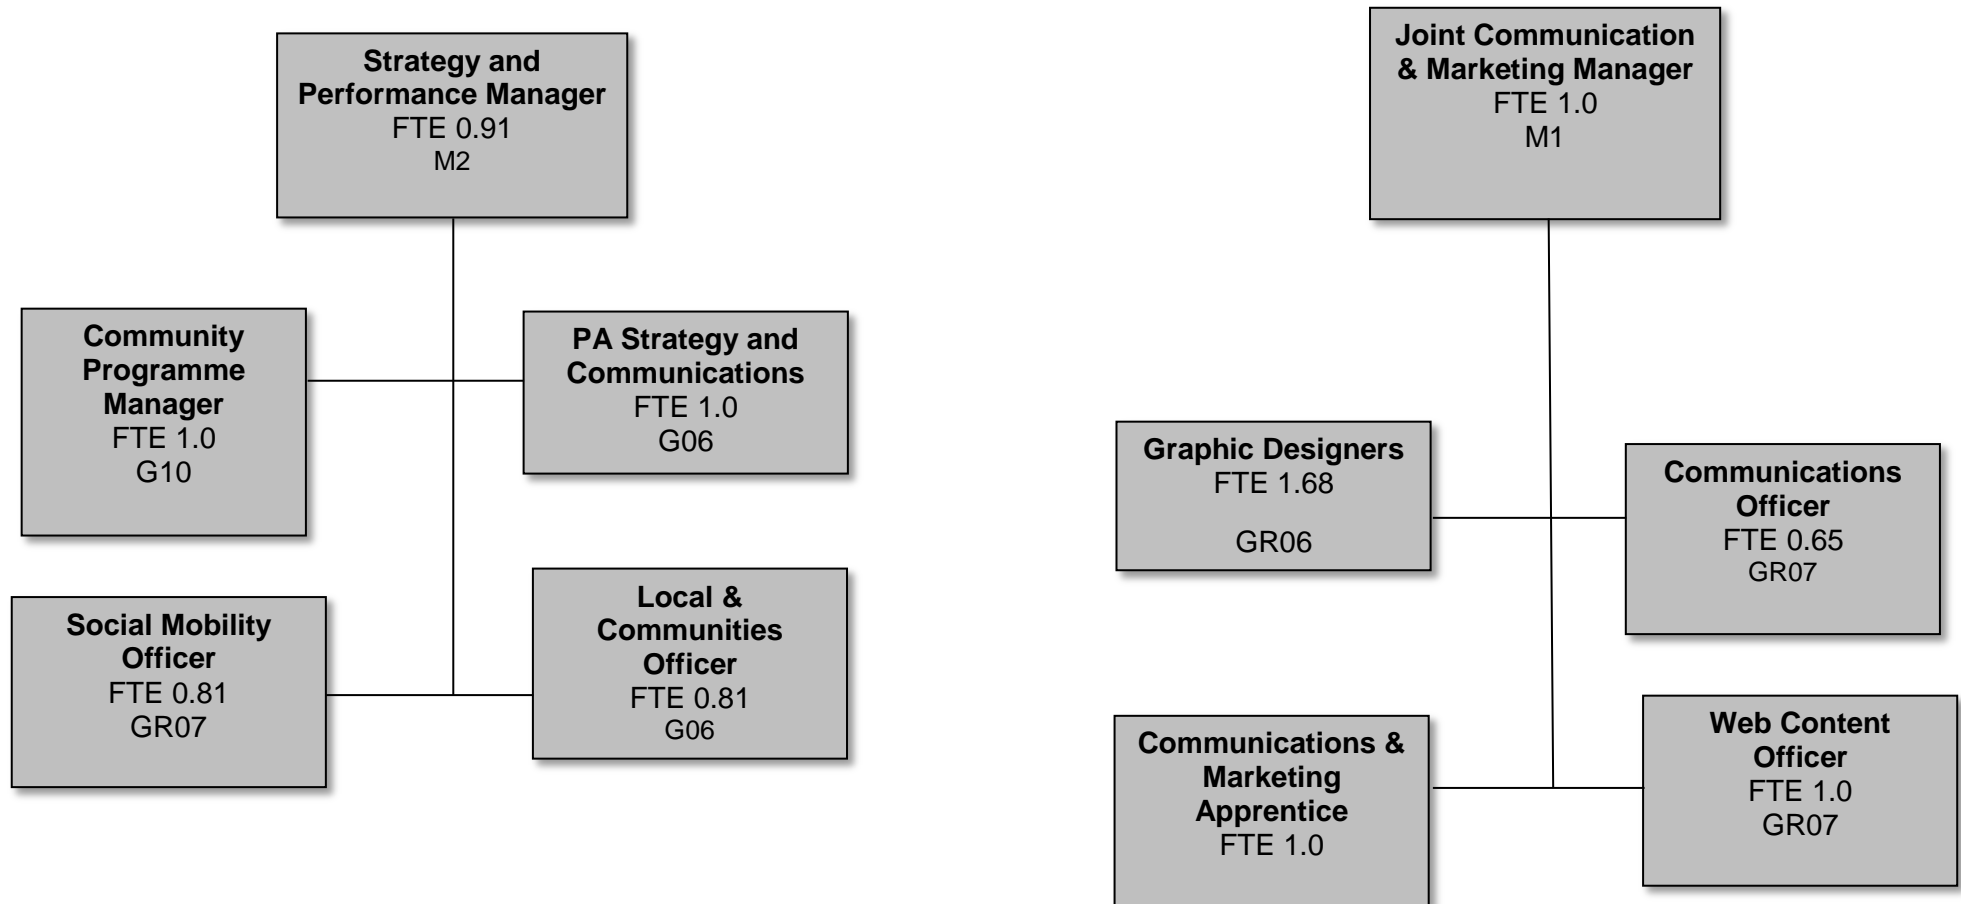 Strategy and
Performance Manager
FTE 0.91
M2
Community
Programme
Manager
FTE 1.0
G10
PA Strategy and
Communications
FTE 1.0
G06
Social Mobility
Officer
FTE 0.81
GR07
Local &
Communities
Officer
FTE 0.81
G06
Joint Communication
& Marketing Manager
FTE 1.0
M1
Graphic Designers
FTE 1.68
GR06
Communications
Officer
FTE 0.65
GR07
Communications &
Marketing
Apprentice
FTE 1.0
Web Content
Officer
FTE 1.0
GR07